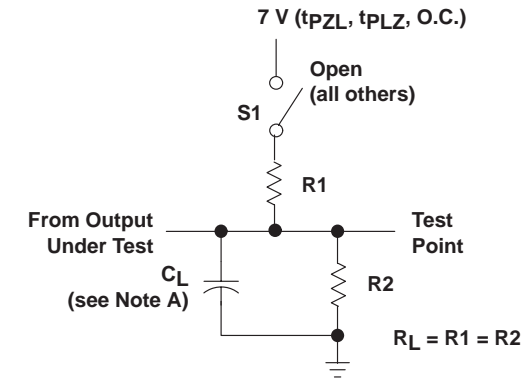 7 V (tPZL, tPLZ, O.C.)
Open
(all others)
S1
R1
From Output
Under Test
Test
Point
CL
(see Note A)
R2
RL = R1 = R2